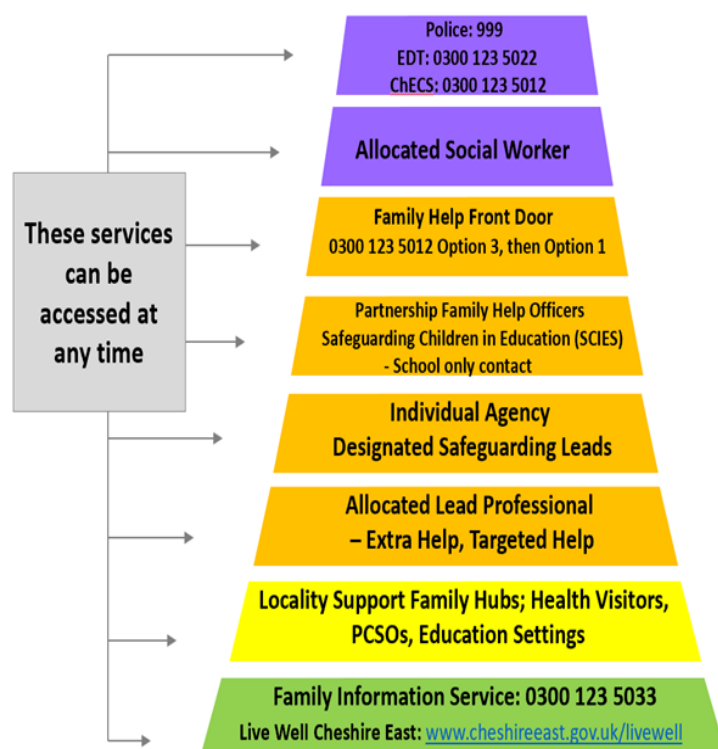 Police: 999
EDT: 0300 123 5022
ChECS: 0300 123 5012
Allocated Social Worker
These services
can be
accessed at
any time
Family Help Front Door
0300 123 5012 Option 3, then Option 1
Partnership Family Help Officers
Safeguarding Children in Education (SCIES)
- School only contact
Individual Agency
Designated Safeguarding Leads
Allocated Lead Professional
– Extra Help, Targeted Help
Locality Support Family Hubs; Health Visitors,
PCSOs, Education Settings
Family Information Service: 0300 123 5033
Live Well Cheshire East: www.cheshireeast.gov.uk/livewell